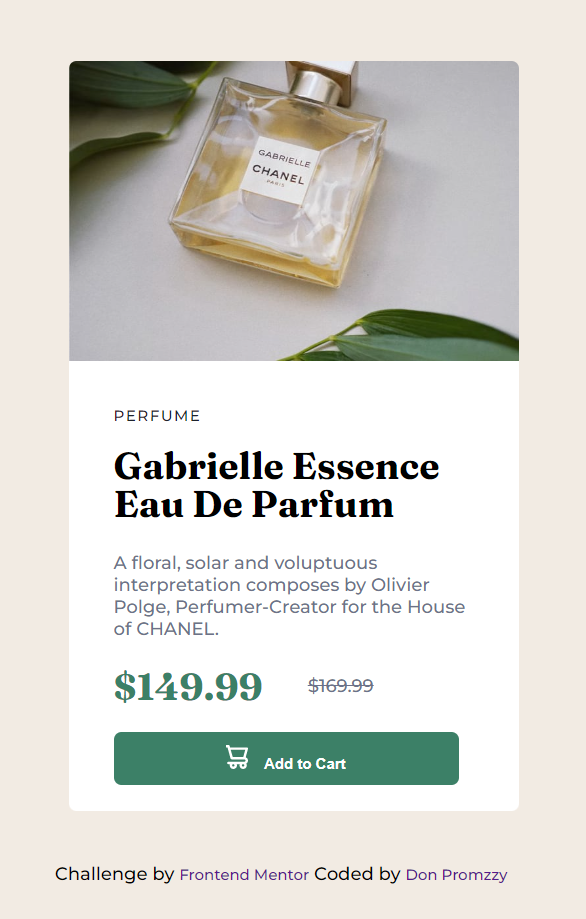 GABRIELLE
CHANEL
PARIS
PERFUME
Gabrielle Essence
Eau De Parfum
A floral, solar and voluptuous
interpretation composes by Olivier
Polge, Perfumer-Creator for the House
of CHANEL.
$149.99 $169.99
Add to Cart
Challenge by Frontend Mentor Coded by Don Promzzy